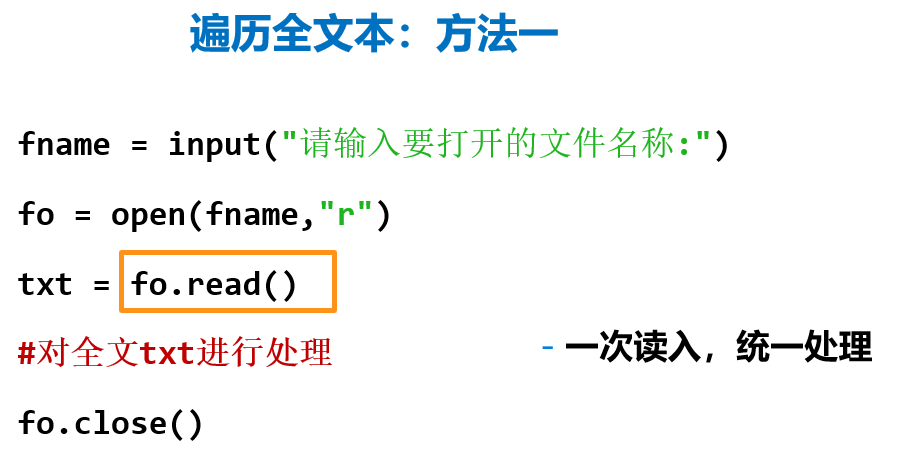 遍历全文本：方法一
fname = input("请输入要打开的文件名称:")
fo = open(fname,"r")
txt = fo.read()
#对全文txt进行处理
- 一次读入，统一处理
fo.close()